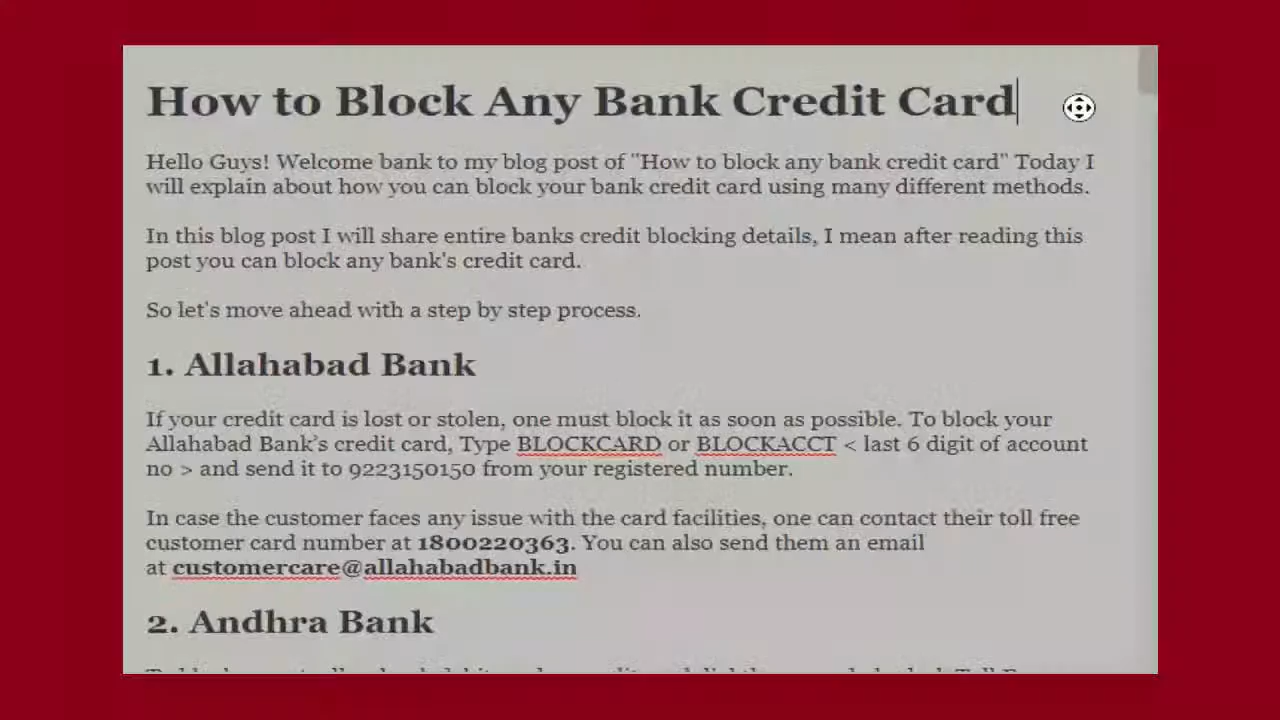 How to Block Any Bank Credit Card
Hello Guys! Welcome bank to my blog post of "How to block any bank credit card" Today I
will explain about how you can block your bank credit card using many different methods.
In this blog post I will share entire banks credit blocking details, I mean after reading this
post you can block any bank's credit card.
So let's move ahead with a step by step process.
1. Allahabad Bank
If your credit card is lost or stolen, one must block it as soon as possible. To block your
Allahabad Bank’s credit card, Type BLOCKCARD or BLOCKACCT < last 6 digit of account
no > and send it to 9223150150 from your registered number.
In case the customer faces any issue with the card facilities, one can contact their toll free
customer card number at 1800220363. You can also send them an email
at customercare@allahabadbank.in
2. Andhra Bank